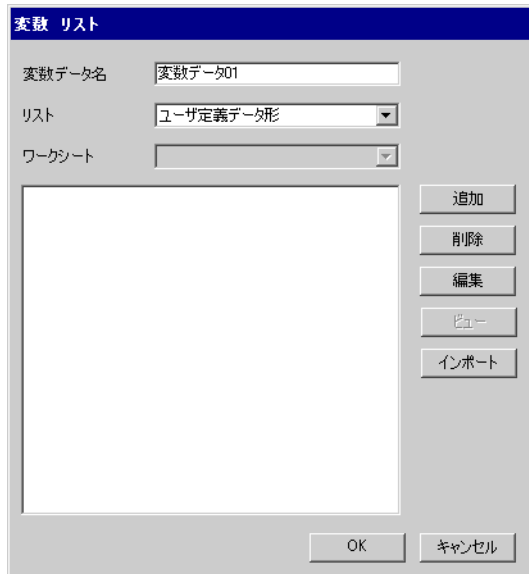 変数 リスト
変数データ名 変数データ01
リスト ユーザ定義データ形
ワークシート
追加
削除
編集
ビュー
インポート
OK キャンセル